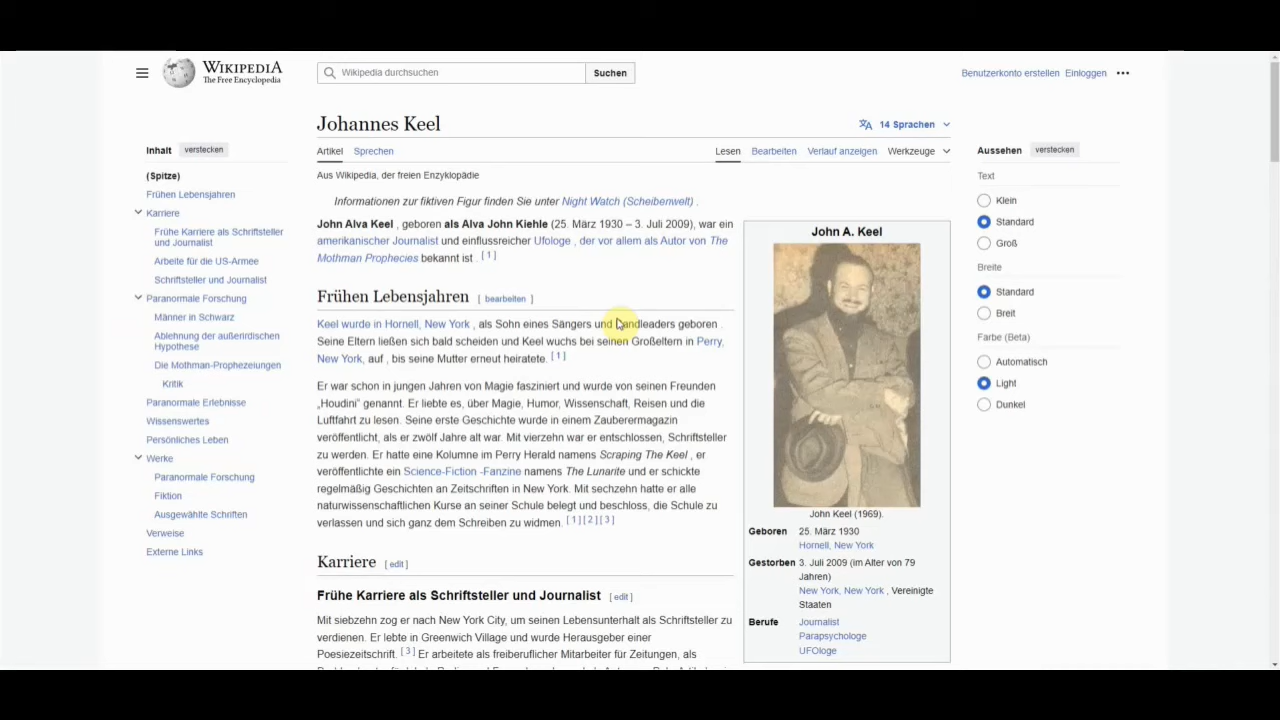 WIKIPEDIA
The Free Encyclopedia
Wikipedia durchsuchen
Suchen
Benutzerkonto erstellen Einloggen
Johannes Keel
14 Sprachen
Inhalt verstecken
(Spitze)
Frühen Lebensjahren
Karriere
Frühe Karriere als Schriftsteller
und Journalist
Arbeite für die US-Armee
Schriftsteller und Journalist
Paranormale Forschung
Männer in Schwarz
Ablehnung der außerirdischen
Hypothese
Die Mothman-Prophezeiungen
Kritik
Paranormale Erlebnisse
Wissenswertes
Persönliches Leben
Werke
Paranormale Forschung
Fiktion
Ausgewählte Schriften
Verweise
Externe Links
Artikel Sprechen
Lesen Bearbeiten Verlauf anzeigen Werkzeuge
Aus Wikipedia, der freien Enzyklopädie
Informationen zur fiktiven Figur finden Sie unter Night Watch (Scheibenwelt) .
John Alva Keel , geboren als Alva John Kiehle (25. März 1930 – 3. Juli 2009), war ein
amerikanischer Journalist und einflussreicher Ufologe , der vor allem als Autor von The
Mothman Prophecies bekannt ist . [ 1 ]
Frühen Lebensjahren [ bearbeiten ]
Keel wurde in Hornell, New York , als Sohn eines Sängers und Bandleaders geboren .
Seine Eltern ließen sich bald scheiden und Keel wuchs bei seinen Großeltern in Perry,
New York, auf , bis seine Mutter erneut heiratete. [ 1 ]
Er war schon in jungen Jahren von Magie fasziniert und wurde von seinen Freunden
„Houdini" genannt. Er liebte es, über Magie, Humor, Wissenschaft, Reisen und die
Luftfahrt zu lesen. Seine erste Geschichte wurde in einem Zauberermagazin
veröffentlicht, als er zwölf Jahre alt war. Mit vierzehn war er entschlossen, Schriftsteller
zu werden. Er hatte eine Kolumne im Perry Herald namens Scraping The Keel , er
veröffentlichte ein Science-Fiction -Fanzine namens The Lunarite und er schickte
regelmäßig Geschichten an Zeitschriften in New York. Mit sechzehn hatte er alle
naturwissenschaftlichen Kurse an seiner Schule belegt und beschloss, die Schule zu
verlassen und sich ganz dem Schreiben zu widmen. [ 1 ] [ 2 ] [ 3 ]
Karriere [ edit ]
Frühe Karriere als Schriftsteller und Journalist [ edit ]
Mit siebzehn zog er nach New York City, um seinen Lebensunterhalt als Schriftsteller zu
verdienen. Er lebte in Greenwich Village und wurde Herausgeber einer
Poesiezeitschrift. [ 3 ] Er arbeitete als freiberuflicher Mitarbeiter für Zeitungen, als
John A. Keel
John Keel (1969).
Geboren 25. März 1930
Hornell, New York
Gestorben 3. Juli 2009 (im Alter von 79
Jahren)
New York, New York , Vereinigte
Staaten
Berufe Journalist
Parapsychologe
UFOloge
Aussehen verstecken
Text
Klein
Standard
Groß
Breite
Standard
Breit
Farbe (Beta)
Automatisch
Light
Dunkel